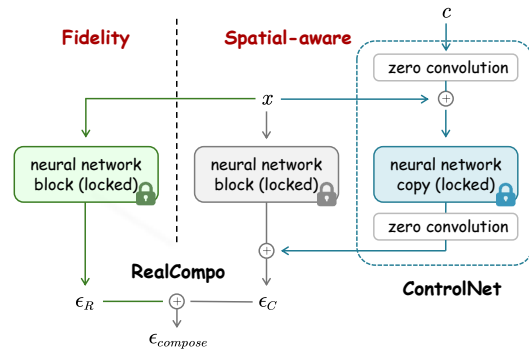 c
Fidelity
Spatial-aware
zero convolution
x
neural network
block (locked)
neural network
block (locked)
neural network
copy (locked)
zero convolution
RealCompo
ControlNet
ϵ_R
ϵ_C
ϵ_compose